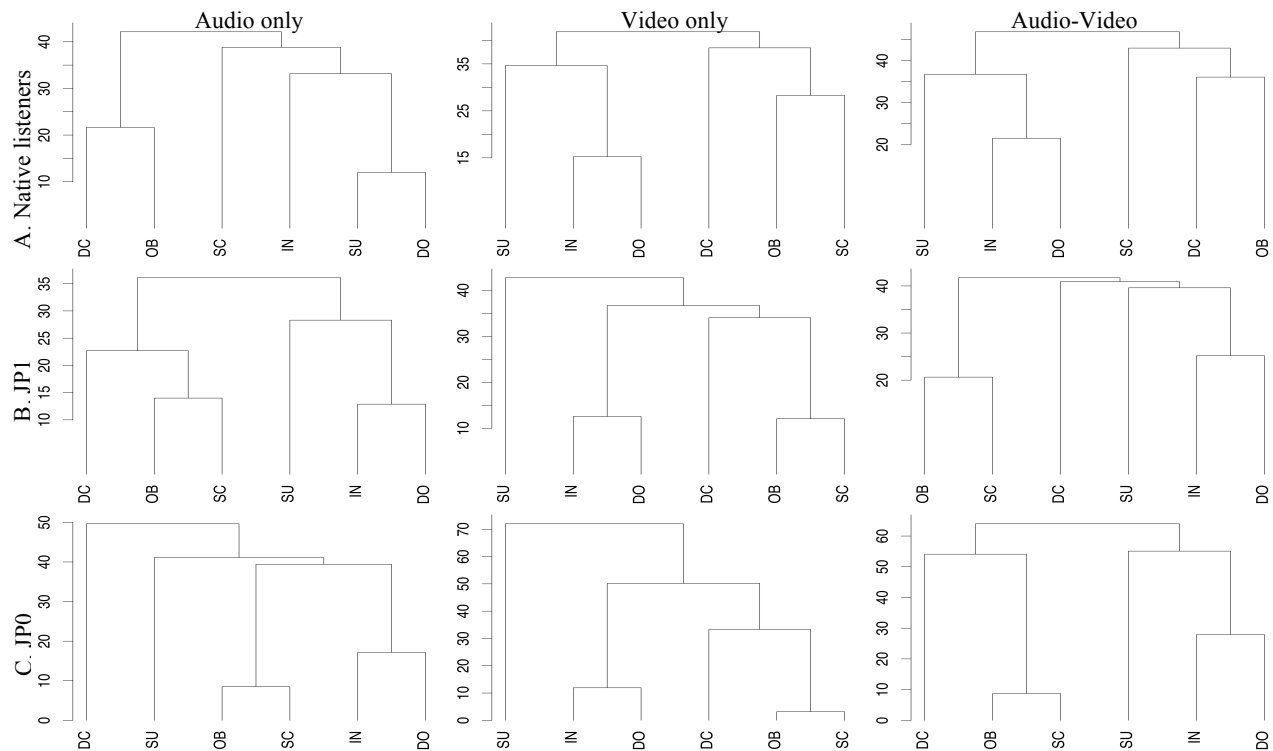 Audio only
Video only
Audio-Video
A. Native listeners
40
30
20
10
DC OB SC IN SU DO
35
25
15
SU IN DO DC OB SC
40
30
20
SU IN DO SC DC OB
B. JP1
35
30
25
20
15
10
DC OB SC SU IN DO
40
30
20
10
SU IN DO DC OB SC
40
30
20
OB SC DC SU IN DO
C. JP0
50
40
30
20
10
0
DC SU OB SC IN DO
70
60
50
40
30
20
10
0
SU IN DO DC OB SC
60
50
40
30
20
10
0
DC OB SC SU IN DO